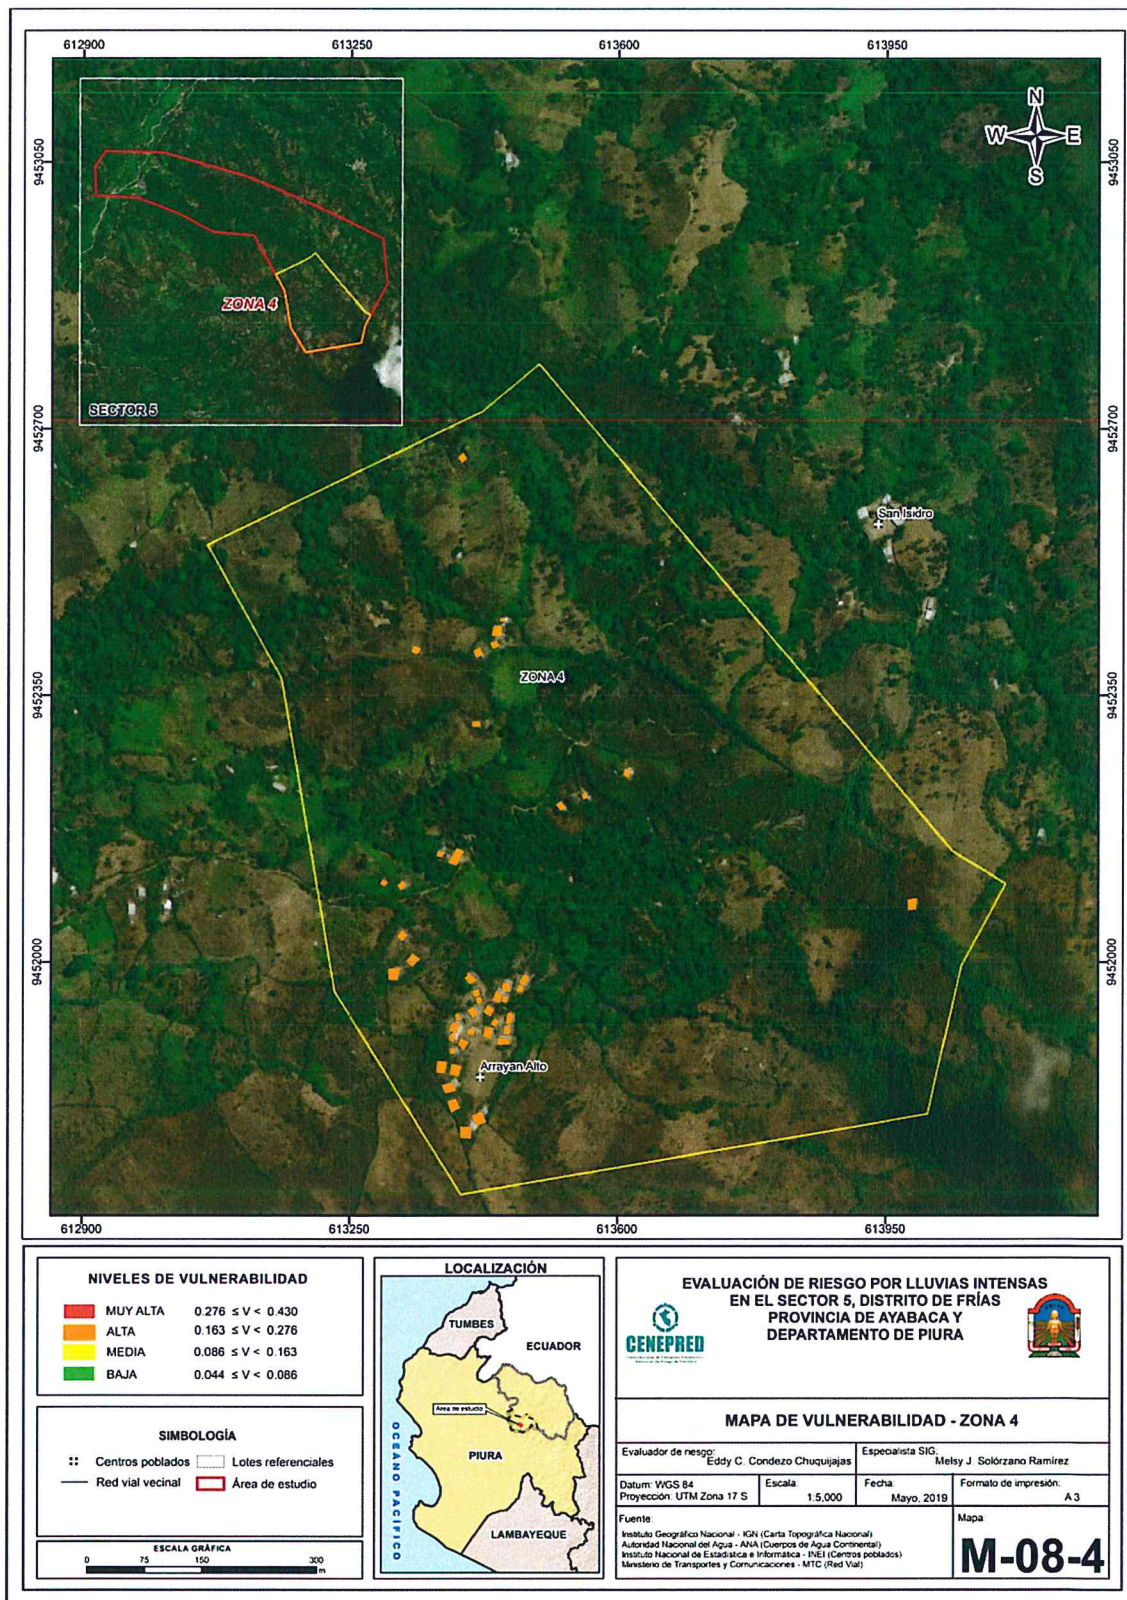 612900
613250
613600
613950
9453050
9453050
N
W
E
S
ZONA 4
SECTOR 5
9452700
9452700
San Isidro
ZONA 4
9452350
9452350
9452000
9452000
Arrayan Alto
612900
613250
613600
613950
NIVELES DE VULNERABILIDAD
MUY ALTA 0.276 ≤ V < 0.430
ALTA 0.163 ≤ V < 0.276
MEDIA 0.086 ≤ V < 0.163
BAJA 0.044 ≤ V < 0.086
SIMBOLOGÍA
Centros poblados
Lotes referenciales
Red vial vecinal
Área de estudio
ESCALA GRÁFICA
0 75 150 300
m
LOCALIZACIÓN
TUMBES
ECUADOR
Area de estudio
PIURA
OCEANO PACÍFICO
LAMBAYEQUE
CENEPRED
EVALUACIÓN DE RIESGO POR LLUVIAS INTENSAS
EN EL SECTOR 5, DISTRITO DE FRÍAS
PROVINCIA DE AYABACA Y
DEPARTAMENTO DE PIURA
MAPA DE VULNERABILIDAD - ZONA 4
Evaluador de riesgo:
Eddy C. Condezo Chuquijajas
Especialista SIG:
Melsy J. Solórzano Ramírez
Datum: WGS 84
Proyección: UTM Zona 17 S
Escala:
1:5,000
Fecha:
Mayo, 2019
Formato de impresión:
A 3
Fuente:
Instituto Geográfico Nacional - IGN (Carta Topográfica Nacional)
Autoridad Nacional del Agua - ANA (Cuerpos de Agua Continental)
Instituto Nacional de Estadística e Informática - INEI (Centros poblados)
Ministerio de Transportes y Comunicaciones - MTC (Red Vial)
Mapa:
M-08-4